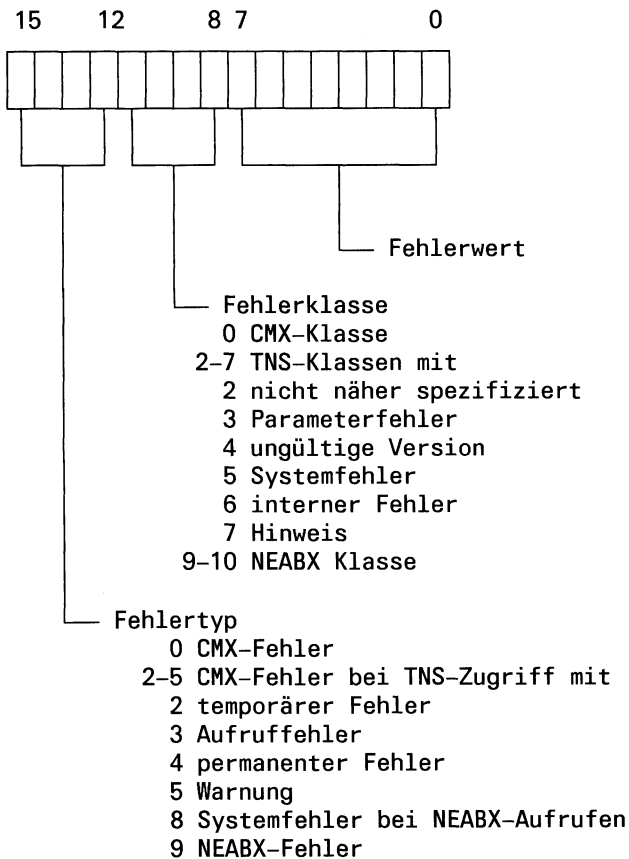 15 12 8 7 0
Fehlerwert
Fehlerklasse
0 CMX–Klasse
2–7 TNS–Klassen mit
2 nicht näher spezifiziert
3 Parameterfehler
4 ungültige Version
5 Systemfehler
6 interner Fehler
7 Hinweis
9–10 NEABX Klasse
Fehlertyp
0 CMX–Fehler
2–5 CMX–Fehler bei TNS–Zugriff mit
2 temporärer Fehler
3 Aufruffehler
4 permanenter Fehler
5 Warnung
8 Systemfehler bei NEABX–Aufrufen
9 NEABX–Fehler